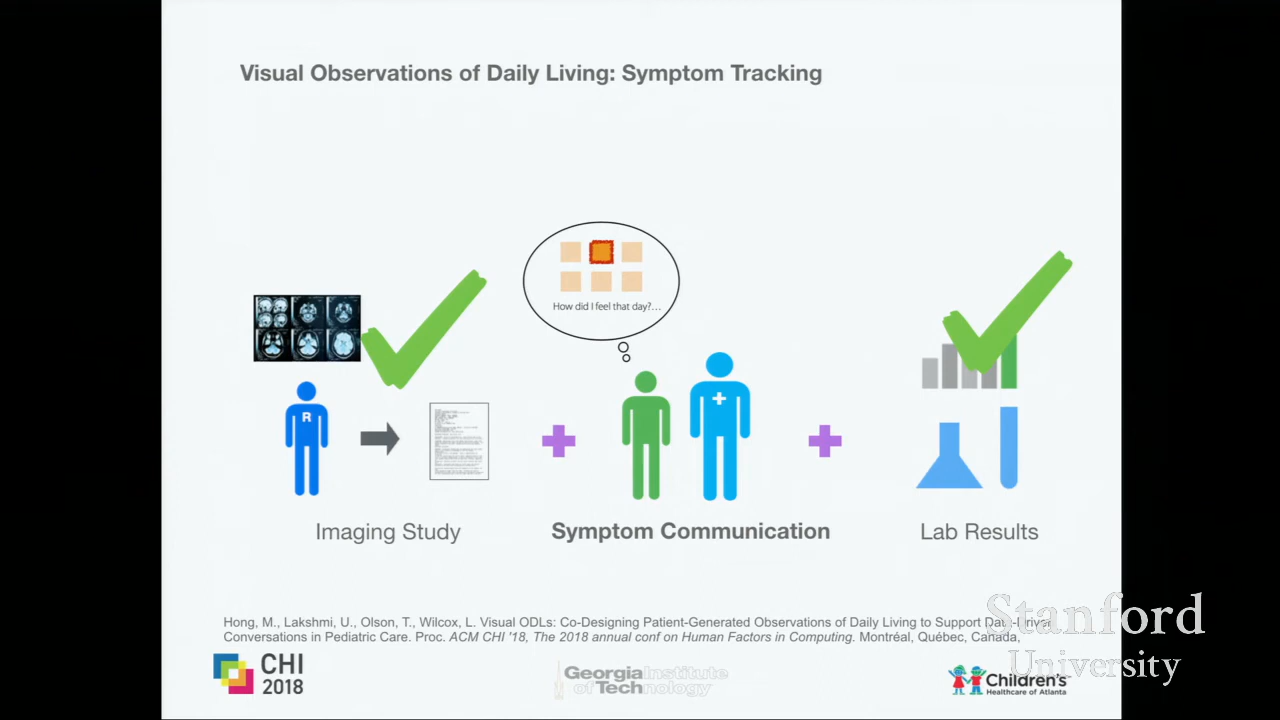 Visual Observations of Daily Living: Symptom Tracking
How did I feel that day?...
R
Imaging Study
Symptom Communication
Lab Results
Hong, M., Lakshmi, U., Olson, T., Wilcox, L. Visual ODLs: Co-Designing Patient-Generated Observations of Daily Living to Support Data-Driven
Conversations in Pediatric Care. Proc. ACM CHI '18, The 2018 annual conf on Human Factors in Computing. Montréal, Québec, Canada,
CHI
2018
Georgia Institute
of Technology
Children's
Healthcare of Atlanta
Stanford
University